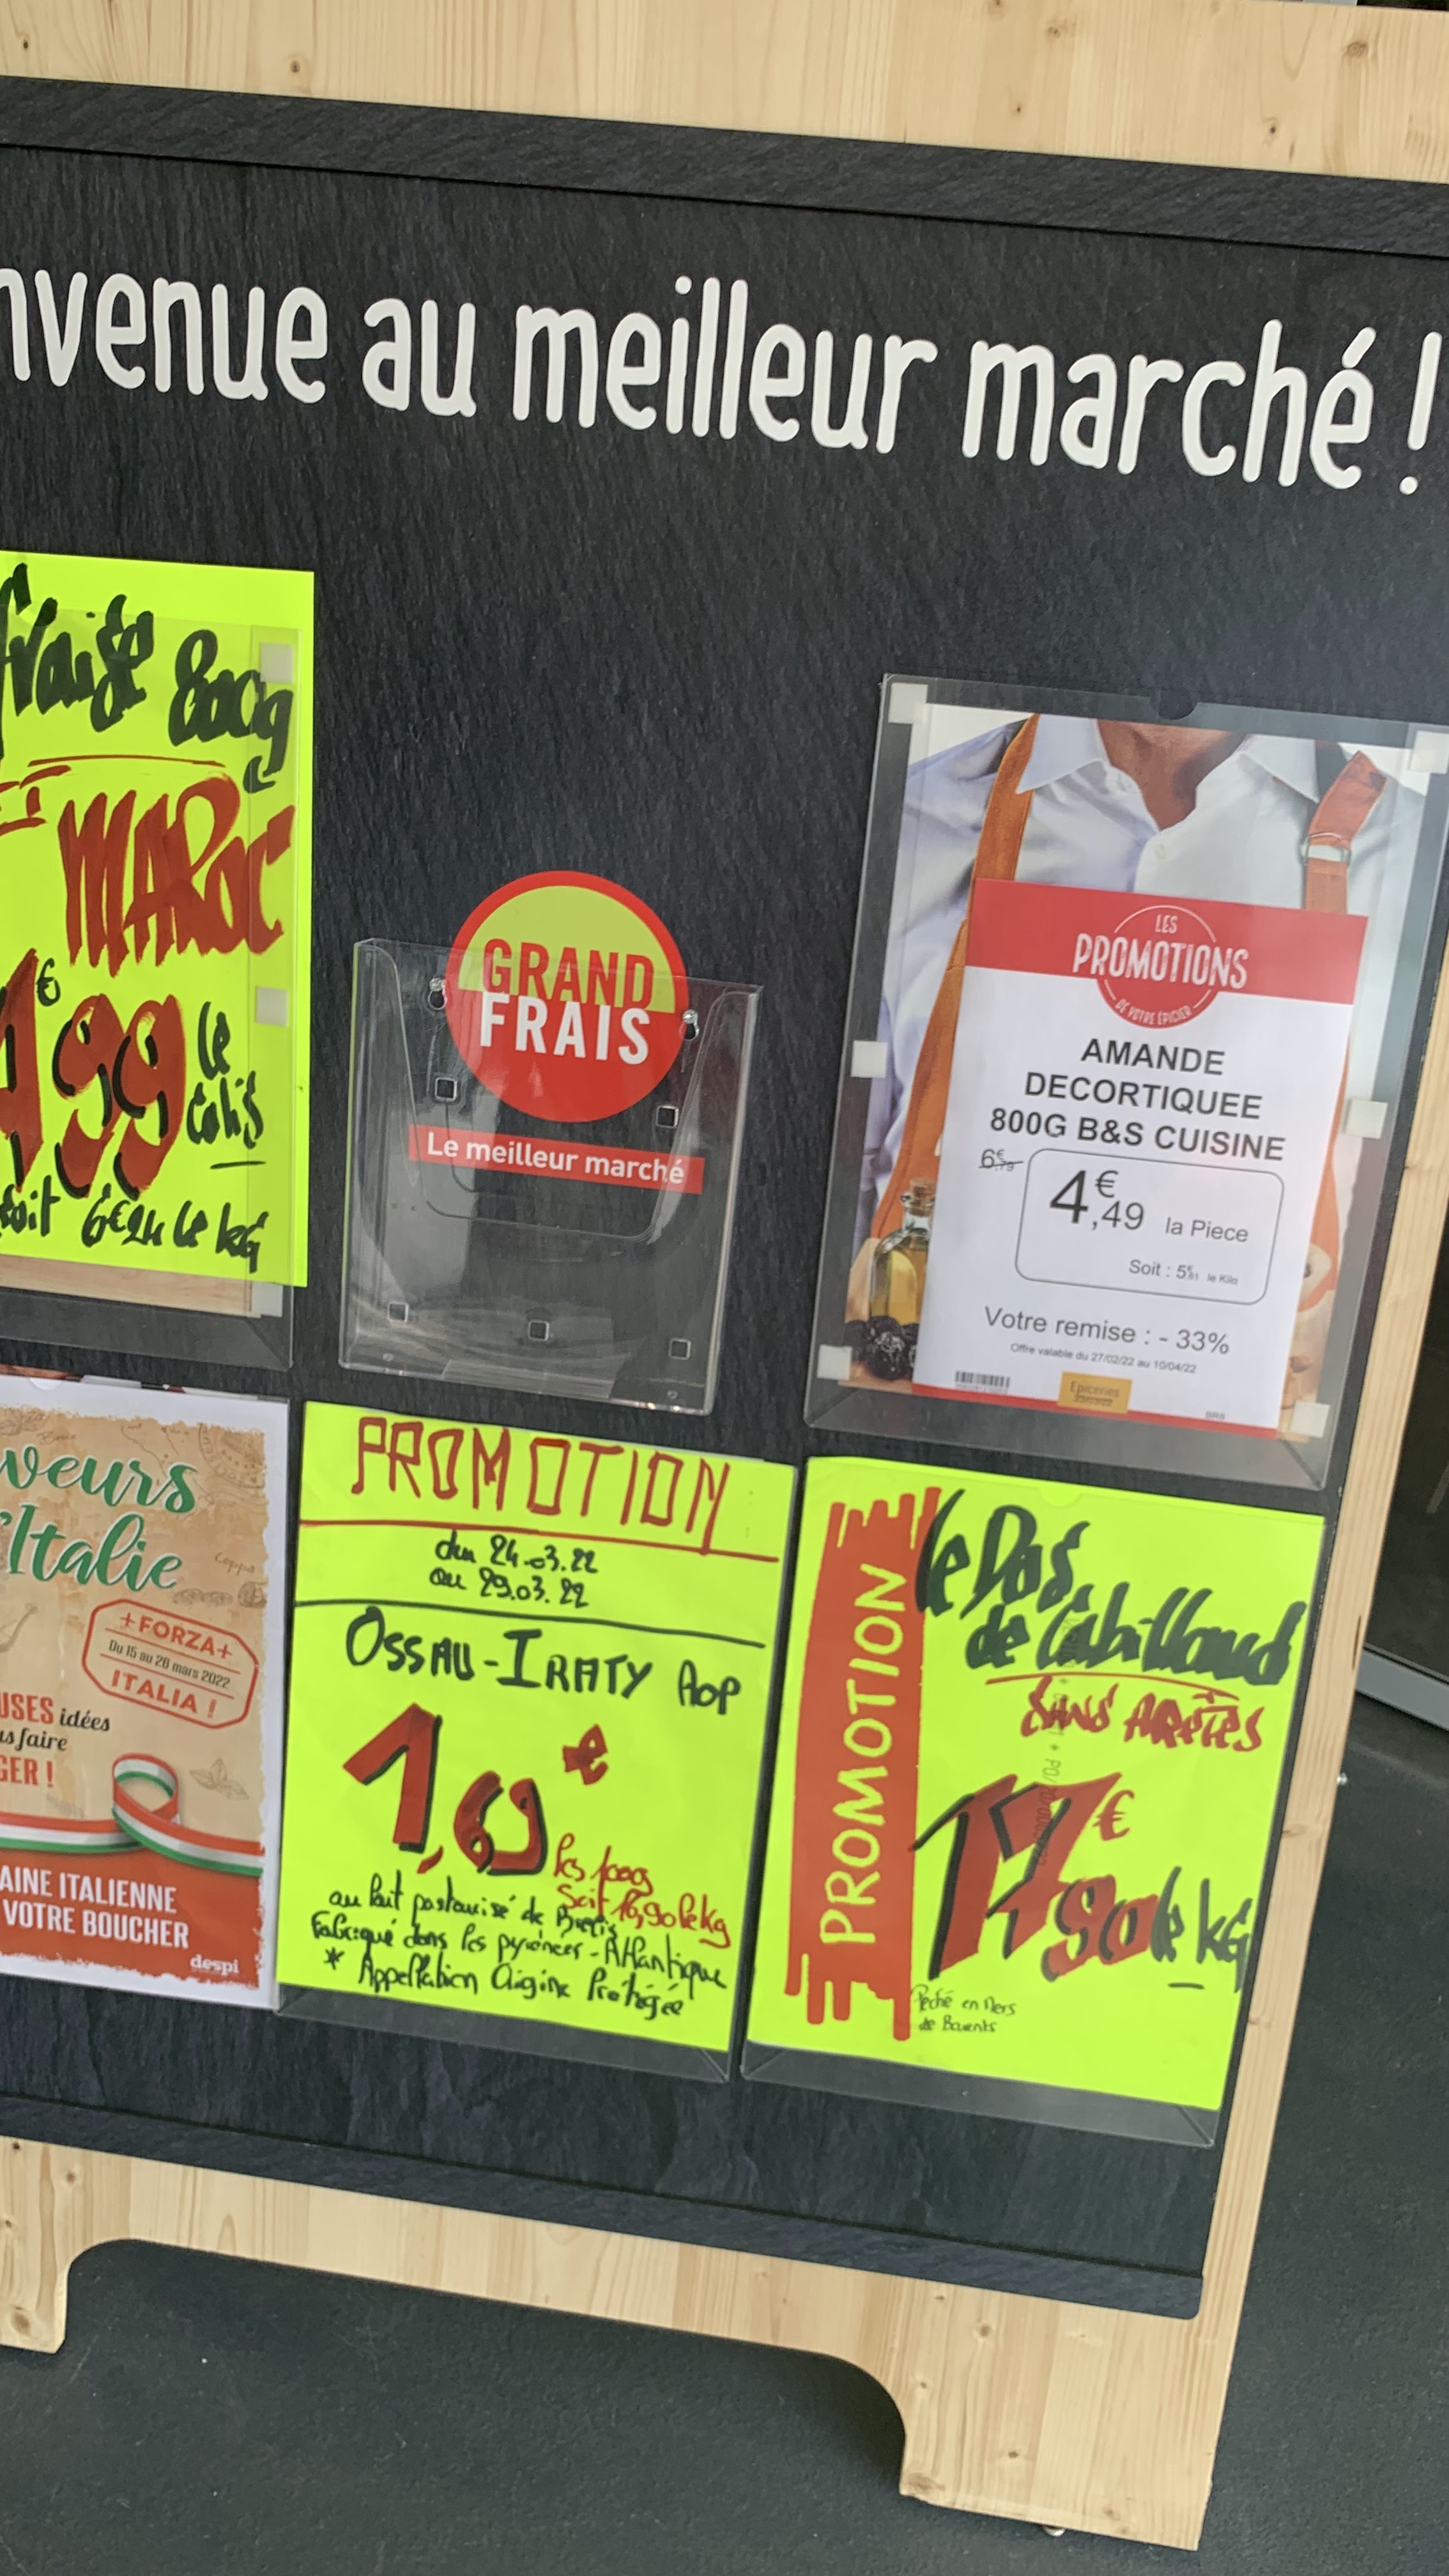 nvenue au meilleur marché !
fraise 800g
MAROC
1€99 le colis
soit 6€24 le kG
GRAND
FRAIS
Le meilleur marché
LES
PROMOTIONS
DE VOTRE ÉPICIER
AMANDE
DECORTIQUEE
800G B&S CUISINE
6€,79
4€,49 la Piece
Soit : 5€,61 le Kilo
Votre remise : - 33%
Offre valable du 27/02/22 au 10/04/22
Epiceries
veurs
'Italie
+FORZA+
Du 15 au 28 mars 2022
ITALIA !
USES idées
us faire
GER !
AINE ITALIENNE
VOTRE BOUCHER
despi
PROMOTION
du 24.03.22
au 29.03.22
OSSAU-IRATY AOP
1,69€
les 100g
Soit 16,90 le kg
au lait pasteurisé de Brebis
Fabriqué dans les pyrénées-Atlantique
* Appellation Origine Protégée
PROMOTION
le Dos
de Cabillaud
SANS ARÊTES
17€90 le kG
Pêché en Mers
de Barents